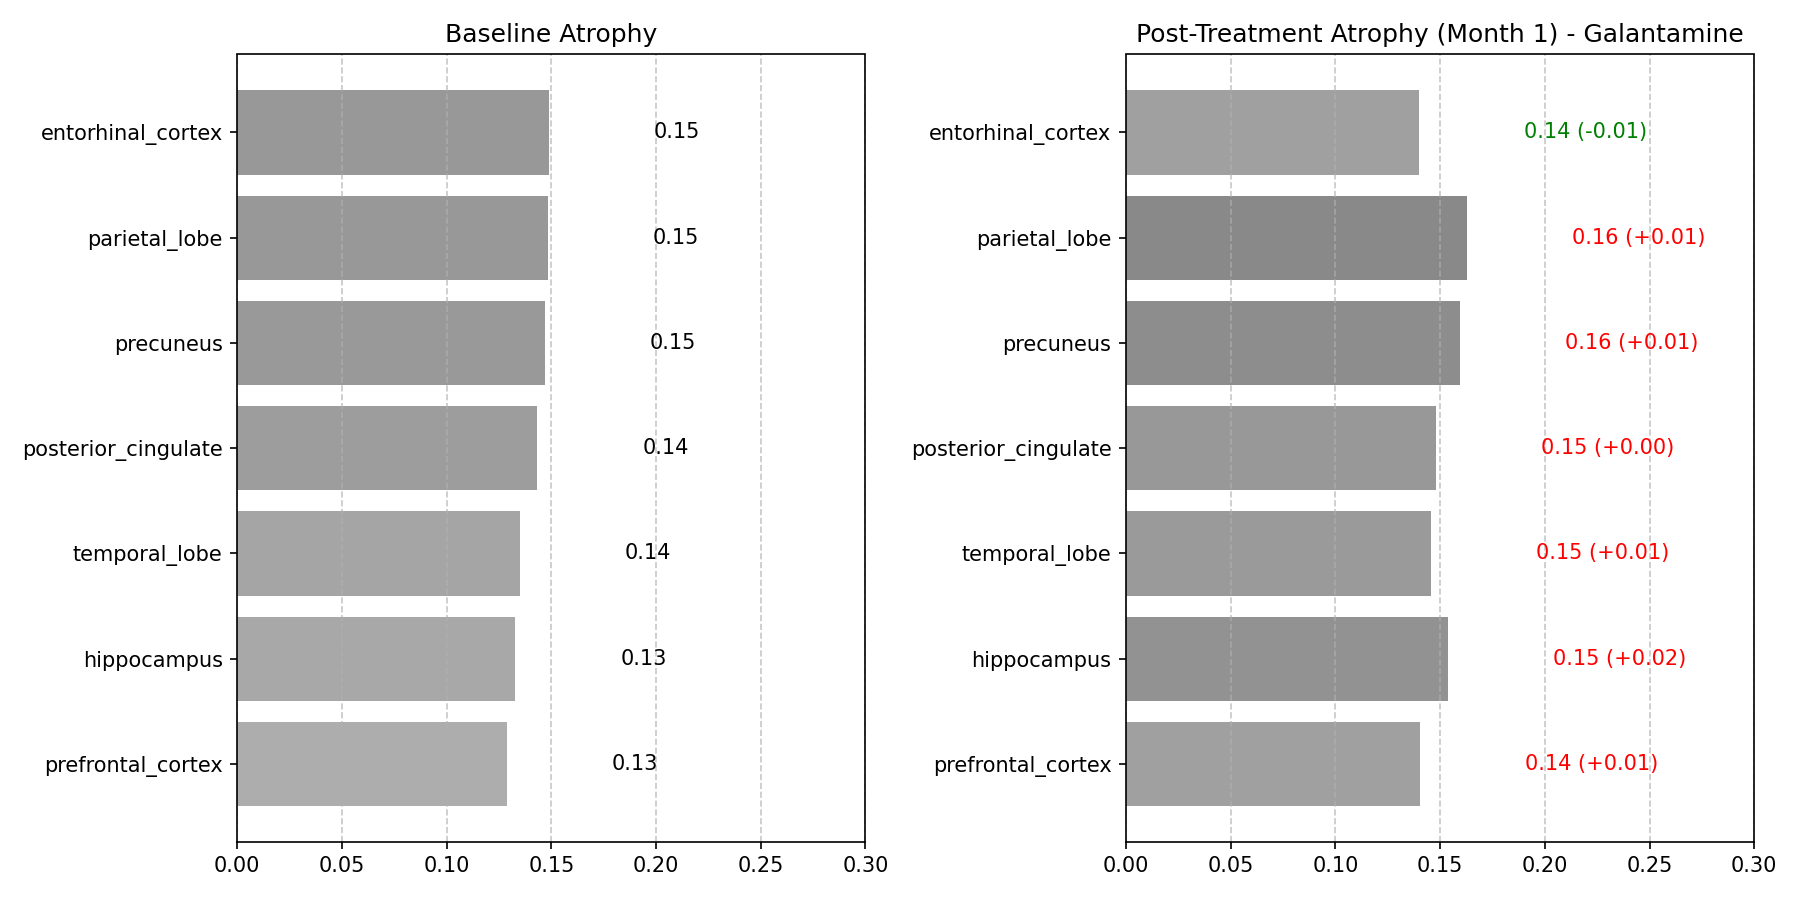 Baseline Atrophy
entorhinal_cortex 0.15
parietal_lobe 0.15
precuneus 0.15
posterior_cingulate 0.14
temporal_lobe 0.14
hippocampus 0.13
prefrontal_cortex 0.13
0.00 0.05 0.10 0.15 0.20 0.25 0.30
Post-Treatment Atrophy (Month 1) - Galantamine
entorhinal_cortex 0.14 (-0.01)
parietal_lobe 0.16 (+0.01)
precuneus 0.16 (+0.01)
posterior_cingulate 0.15 (+0.00)
temporal_lobe 0.15 (+0.01)
hippocampus 0.15 (+0.02)
prefrontal_cortex 0.14 (+0.01)
0.00 0.05 0.10 0.15 0.20 0.25 0.30